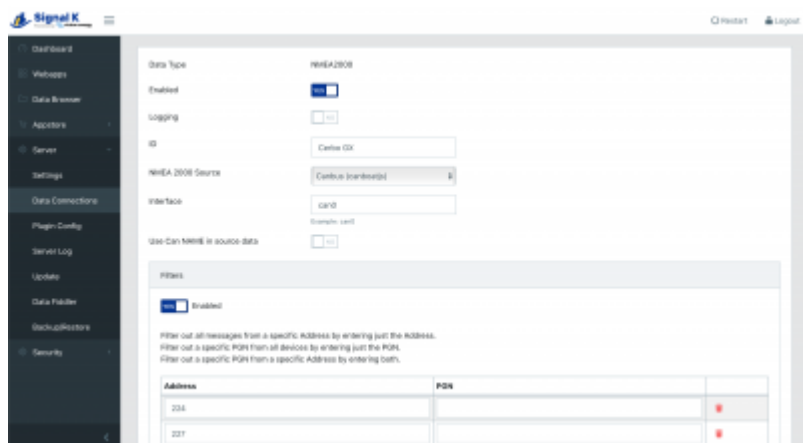 Signal K
Restart
Logout
Dashboard
Webapps
Data Browser
Appstore
Server
Settings
Data Connections
Plugin Config
Server Log
Update
Data Fiddler
Backup/Restore
Security
Data Type NMEA2000
Enabled YES
Logging NO
ID Cerbo GX
NMEA 2000 Source Canbus (canboatjs)
Interface can0
Example: can0
Use Can NAME in source data NO
Filters
YES Enabled
Filter out all messages from a specific Address by entering just the Address.
Filter out a specific PGN from all devices by entering just the PGN.
Filter out a specific PGN from a specific Address by entering both.
Address PGN
224
227